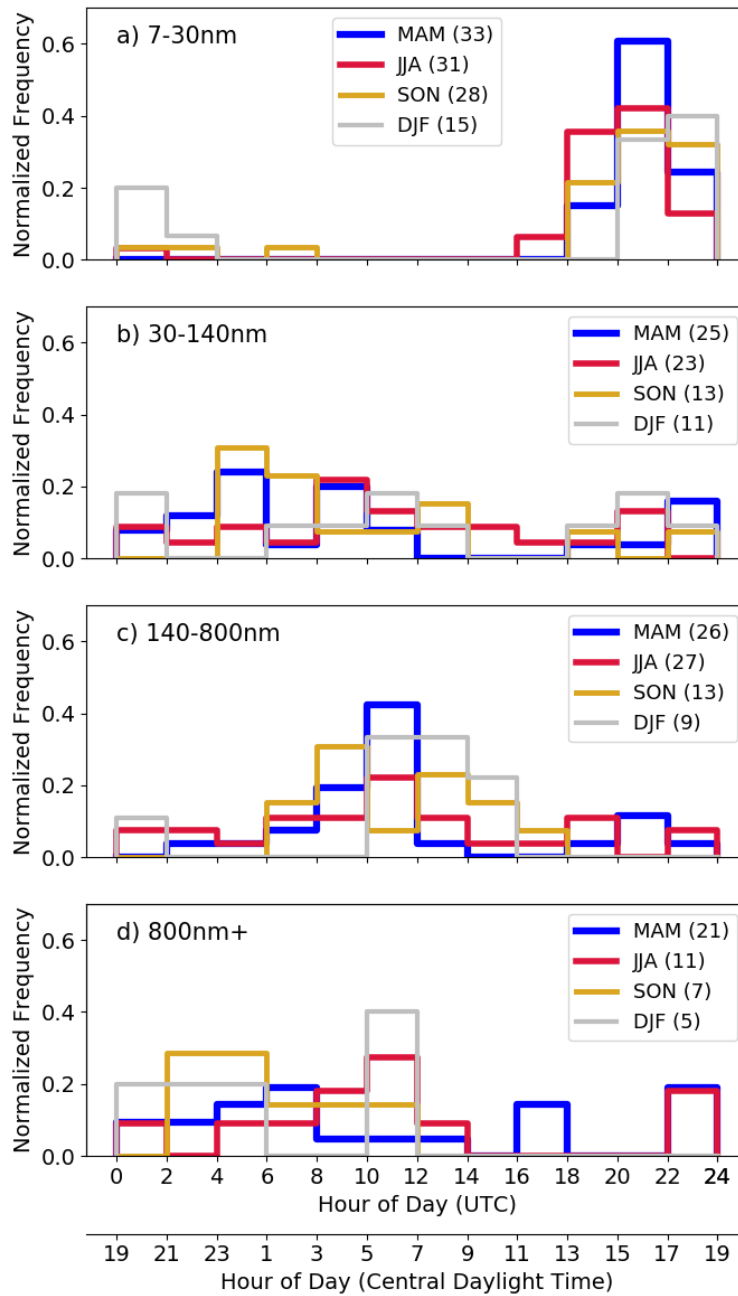 a) 7-30nm
MAM (33)
JJA (31)
SON (28)
DJF (15)
Normalized Frequency
0.6
0.4
0.2
0.0
b) 30-140nm
MAM (25)
JJA (23)
SON (13)
DJF (11)
Normalized Frequency
0.6
0.4
0.2
0.0
c) 140-800nm
MAM (26)
JJA (27)
SON (13)
DJF (9)
Normalized Frequency
0.6
0.4
0.2
0.0
d) 800nm+
MAM (21)
JJA (11)
SON (7)
DJF (5)
Normalized Frequency
0.6
0.4
0.2
0.0
0 2 4 6 8 10 12 14 16 18 20 22 24
Hour of Day (UTC)
19 21 23 1 3 5 7 9 11 13 15 17 19
Hour of Day (Central Daylight Time)